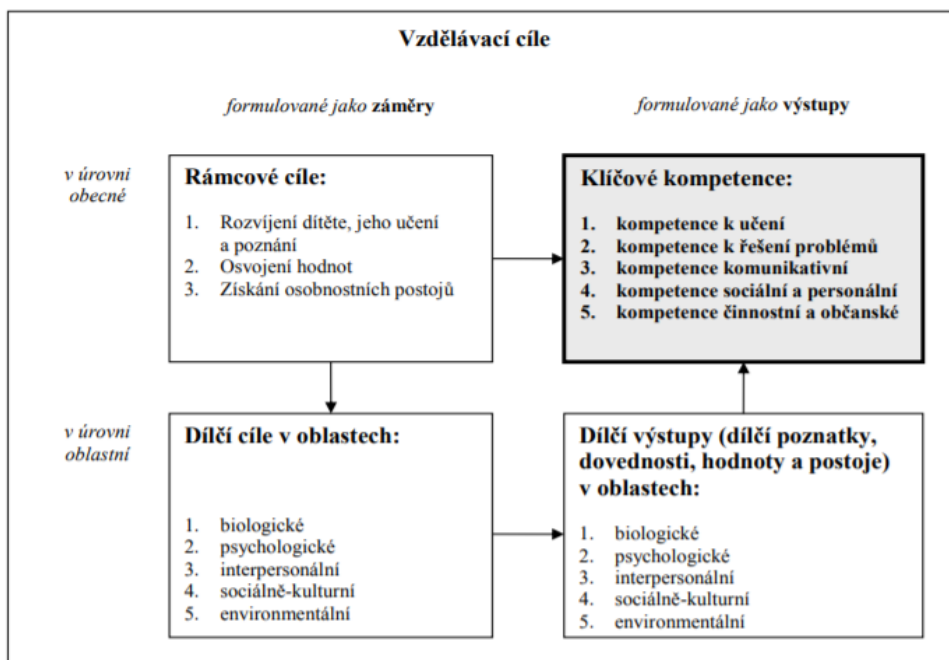 Vzdělávací cíle
formulované jako záměry
formulované jako výstupy
v úrovni
obecné
Rámcové cíle:
1. Rozvíjení dítěte, jeho učení
a poznání
2. Osvojení hodnot
3. Získání osobnostních postojů
Klíčové kompetence:
1. kompetence k učení
2. kompetence k řešení problémů
3. kompetence komunikativní
4. kompetence sociální a personální
5. kompetence činnostní a občanské
v úrovni
oblastní
Dílčí cíle v oblastech:
1. biologické
2. psychologické
3. interpersonální
4. sociálně-kulturní
5. environmentální
Dílčí výstupy (dílčí poznatky,
dovednosti, hodnoty a postoje)
v oblastech:
1. biologické
2. psychologické
3. interpersonální
4. sociálně-kulturní
5. environmentální